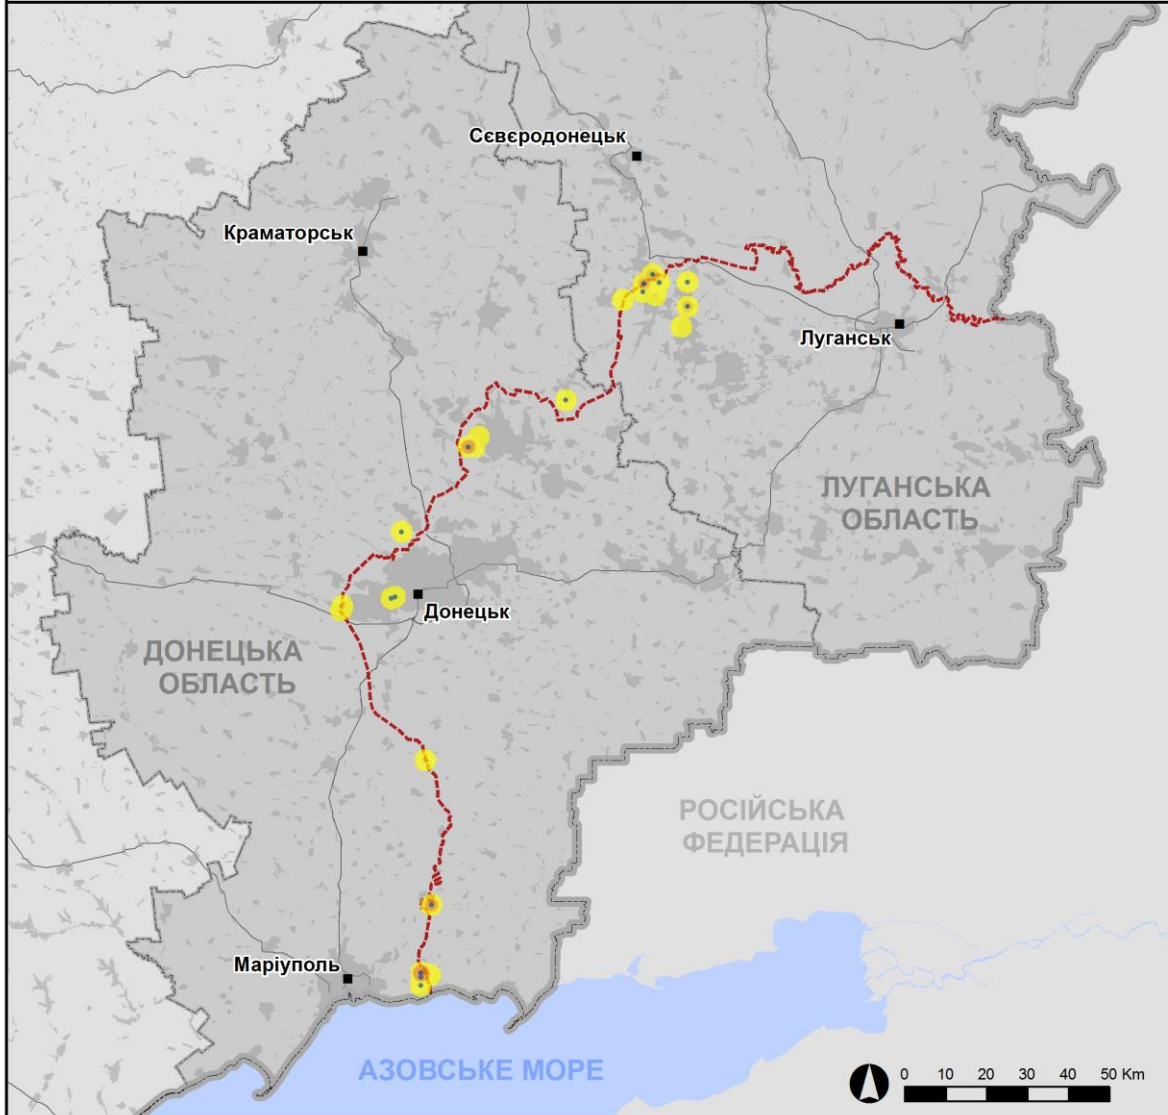 Сєвєродонецьк
Краматорськ
Луганськ
ЛУГАНСЬКА
ОБЛАСТЬ
Донецьк
ДОНЕЦЬКА
ОБЛАСТЬ
РОСІЙСЬКА
ФЕДЕРАЦІЯ
Маріуполь
АЗОВСЬКЕ МОРЕ
0 10 20 30 40 50 Km